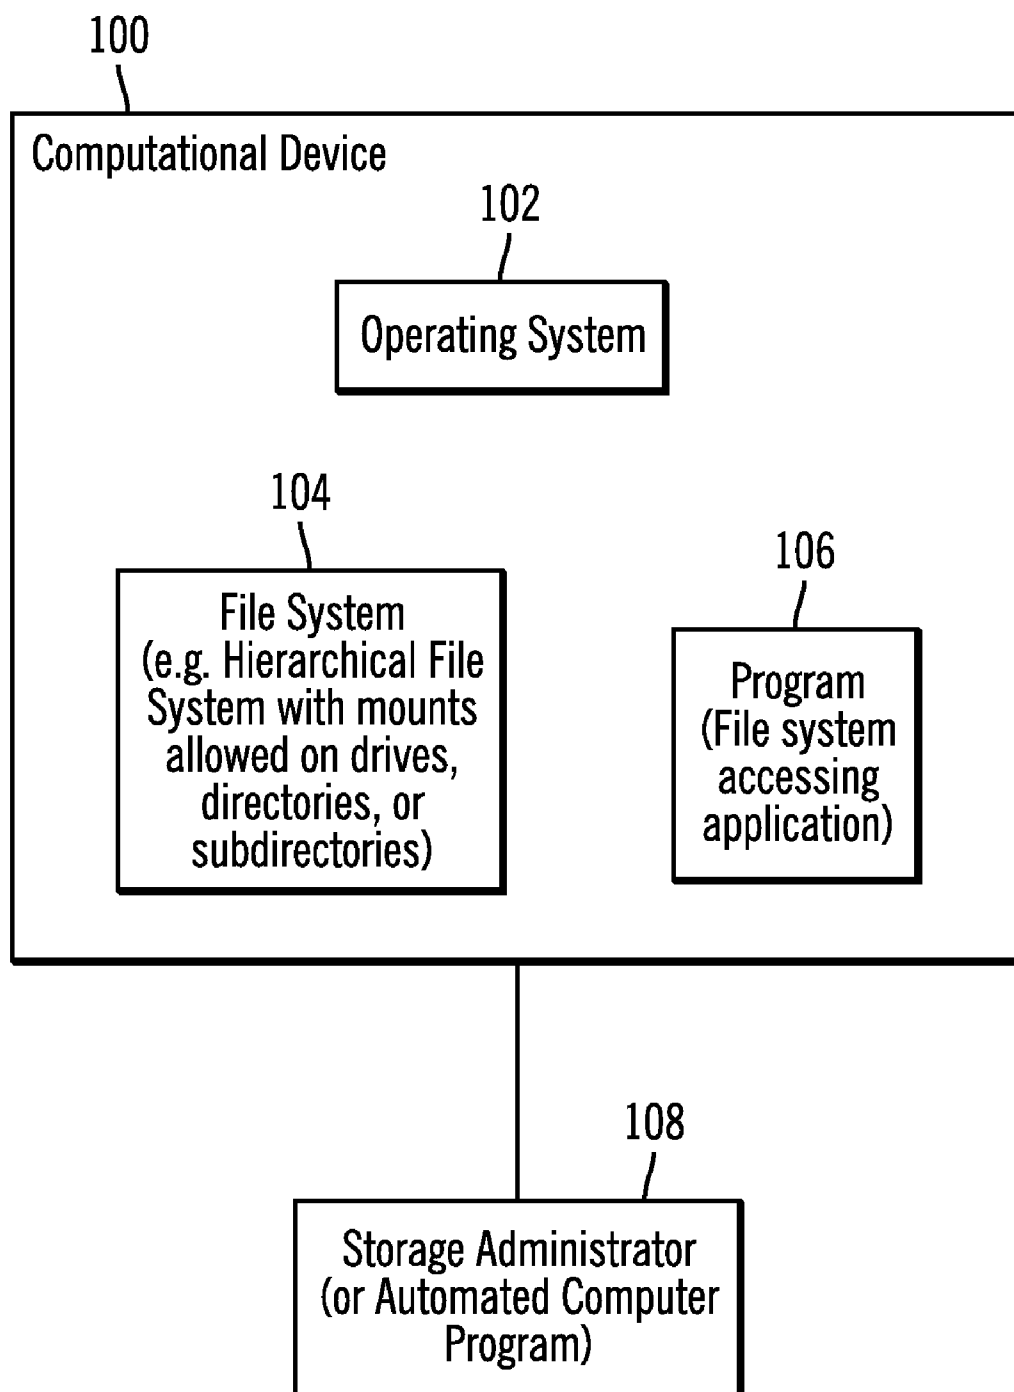 100
Computational Device
102
Operating System
104
File System
(e.g. Hierarchical File
System with mounts
allowed on drives,
directories, or
subdirectories)
106
Program
(File system
accessing
application)
108
Storage Administrator
(or Automated Computer
Program)